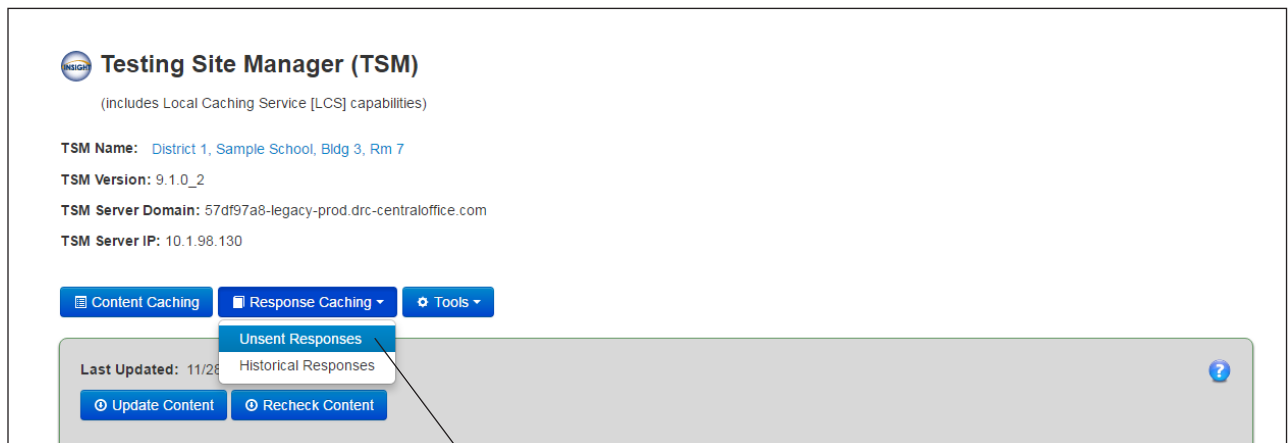 INSIGHT
Testing Site Manager (TSM)
(includes Local Caching Service [LCS] capabilities)
TSM Name: District 1, Sample School, Bldg 3, Rm 7
TSM Version: 9.1.0_2
TSM Server Domain: 57df97a8-legacy-prod.drc-centraloffice.com
TSM Server IP: 10.1.98.130
Content Caching Response Caching Tools
Unsent Responses
Last Updated: 11/28 Historical Responses
?
Update Content Recheck Content